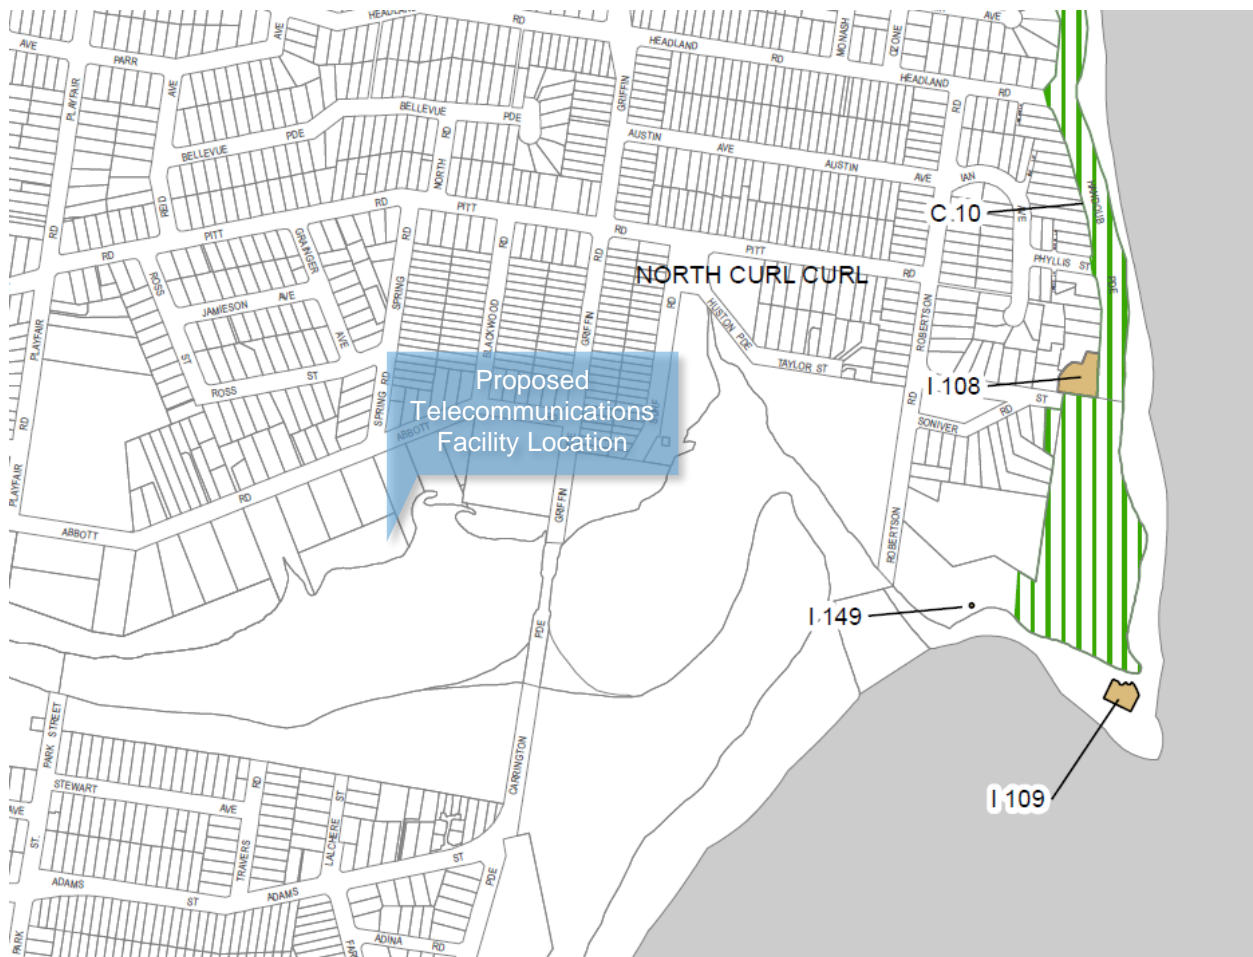 HEADLAND
RD
AVE
AVE
AVE
PARR
MONASH
OZONE
HEADLAND
RD
HEADLAND
RD
PLAYFAIR
AVE
GRIFFIN
BELLEVUE
PDE
RD
BELLEVUE
PDE
AUSTIN
AVE
AUSTIN
AVE
RD
IAN
AVE
NORTH
C 10
PDE
RED
RD
PITT
RD
PITT
RD
RD
RD
RD
RD
PITT
RD
PHYLLIS ST
GRAINGER
ROSS
JAMIESON
AVE
AVE
ST
NORTH CURL CURL
SPRING
BLACKWOOD
GRIFFIN
RD
HUSTON PDE
ROBERTSON
PLAYFAIR
TAYLOR ST
ROSS
ST
SPRING RD
Proposed
Telecommunications
Facility Location
I 108
ST
RD
RD
SONIVER
RD
ABBOTT
PLAYFAIR
RD
ABBOTT
GRIFFIN
ROBERTSON
I 149
PDE
I 109
PARK STREET
CARRINGTON
STEWART
AVE
RD
ST
AVE
ST.
TRAVERS
LALCHERE
ADAMS
ST
ADAMS
ST
PDE
PARK
ADINA
RD